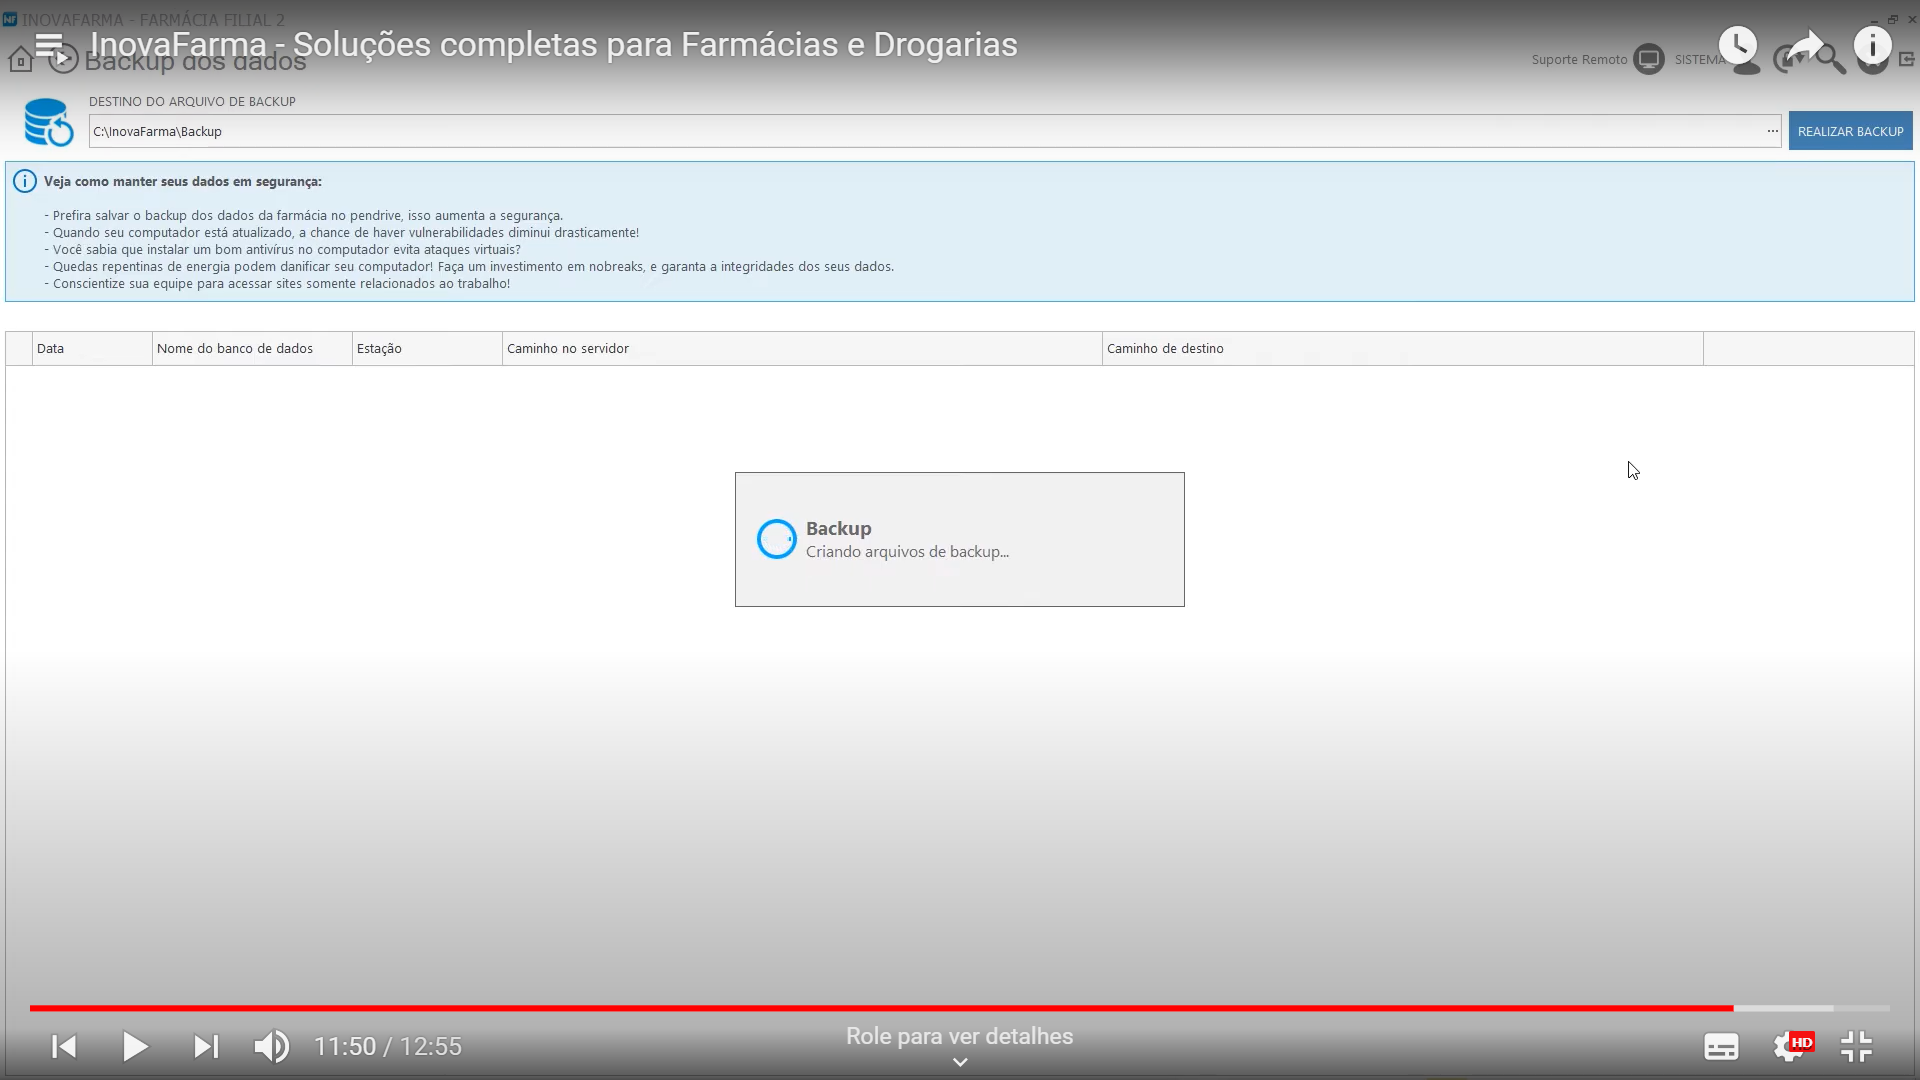 INOVAFARMA - FARMÁCIA FILIAL 2
InovaFarma - Soluções completas para Farmácias e Drogarias
Backup dos dados
Suporte Remoto
SISTEMA
DESTINO DO ARQUIVO DE BACKUP
C:\InovaFarma\Backup
...
REALIZAR BACKUP
Veja como manter seus dados em segurança:
- Prefira salvar o backup dos dados da farmácia no pendrive, isso aumenta a segurança.
- Quando seu computador está atualizado, a chance de haver vulnerabilidades diminui drasticamente!
- Você sabia que instalar um bom antivírus no computador evita ataques virtuais?
- Quedas repentinas de energia podem danificar seu computador! Faça um investimento em nobreaks, e garanta a integridades dos seus dados.
- Conscientize sua equipe para acessar sites somente relacionados ao trabalho!
Data Nome do banco de dados Estação Caminho no servidor Caminho de destino
Backup
Criando arquivos de backup...
Role para ver detalhes
11:50 / 12:55
HD